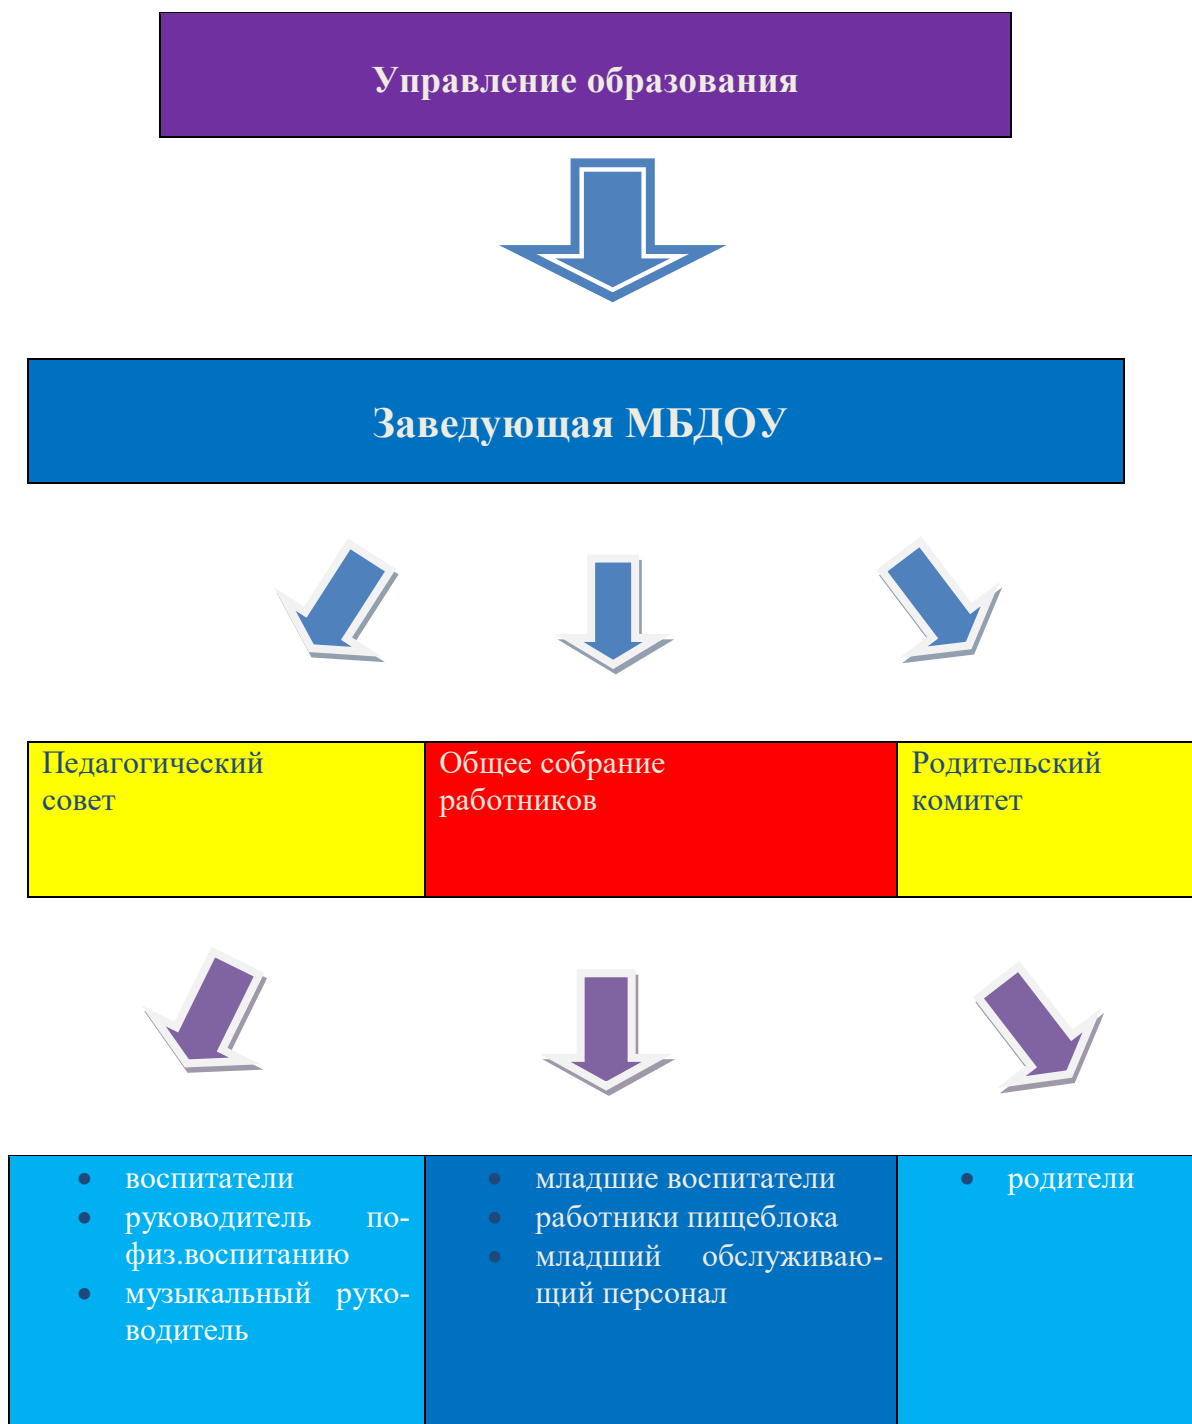 Управление образования
Заведующая МБДОУ
Педагогический
совет
Общее собрание
работников
Родительский
комитет
• воспитатели
• руководитель по-
физ.воспитанию
• музыкальный руко-
водитель
• младшие воспитатели
• работники пищеблока
• младший обслуживаю-
щий персонал
• родители